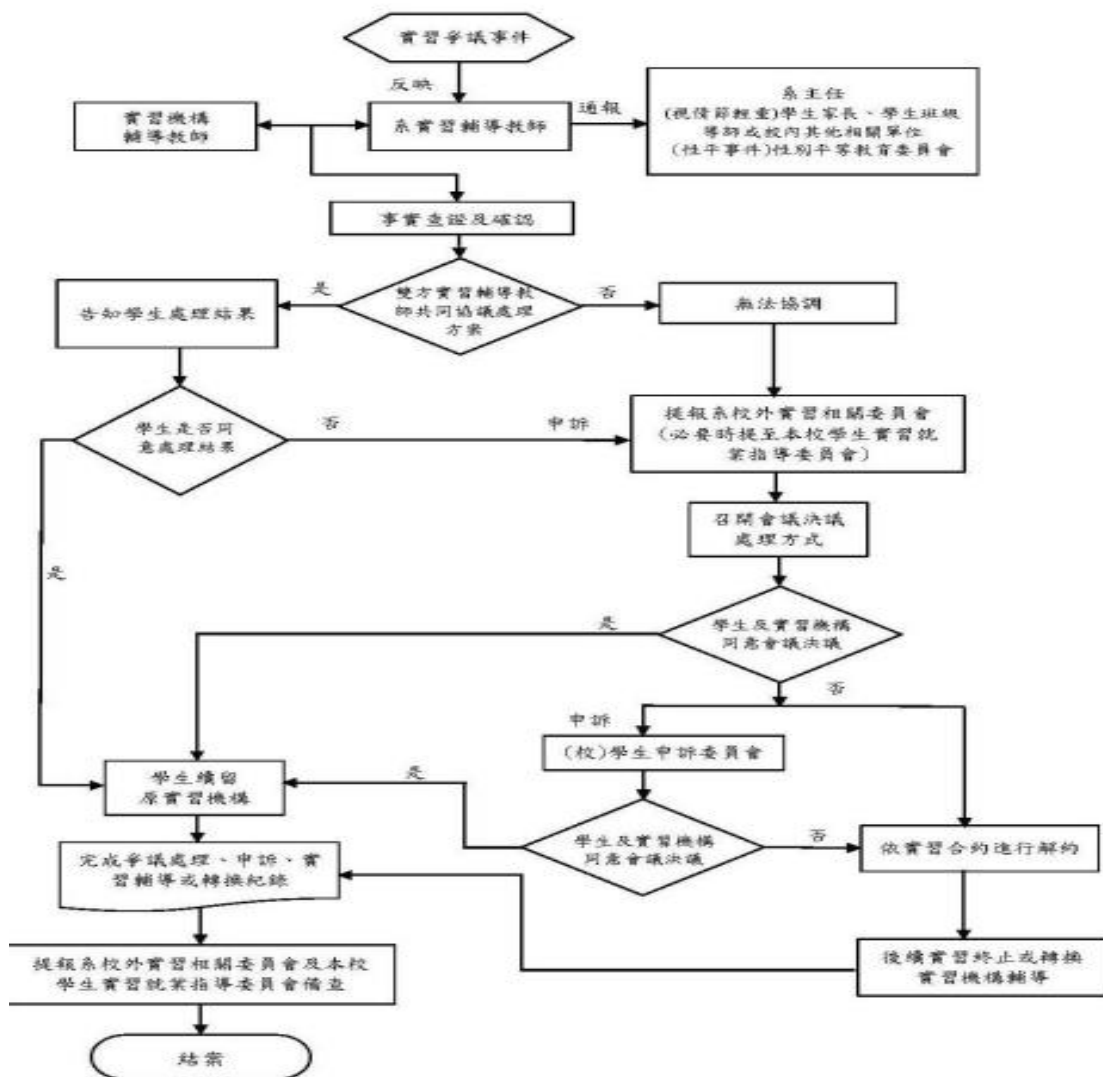 實習爭議事件
反映
實習機構
輔導教師
系實習輔導教師
通報
系主任
(視情節輕重)學生家長、學生班級
導師或校內其他相關單位
(性平事件)性別平等教育委員會
事實查證及確認
雙方實習輔導教
師共同協議處理
方案
是
否
告知學生處理結果
無法協調
學生是否同
意處理結果
否
申訴
提報系校外實習相關委員會
(必要時提至本校學生實習就
業指導委員會)
召開會議決議
處理方式
是
學生及實習機構
同意會議決議
是
否
申訴
(校)學生申訴委員會
學生續留
原實習機構
是
學生及實習機構
同意會議決議
否
依實習合約進行解約
完成爭議處理、申訴、實
習輔導或轉換紀錄
提報系校外實習相關委員會及本校
學生實習就業指導委員會備查
後續實習終止或轉換
實習機構輔導
結案